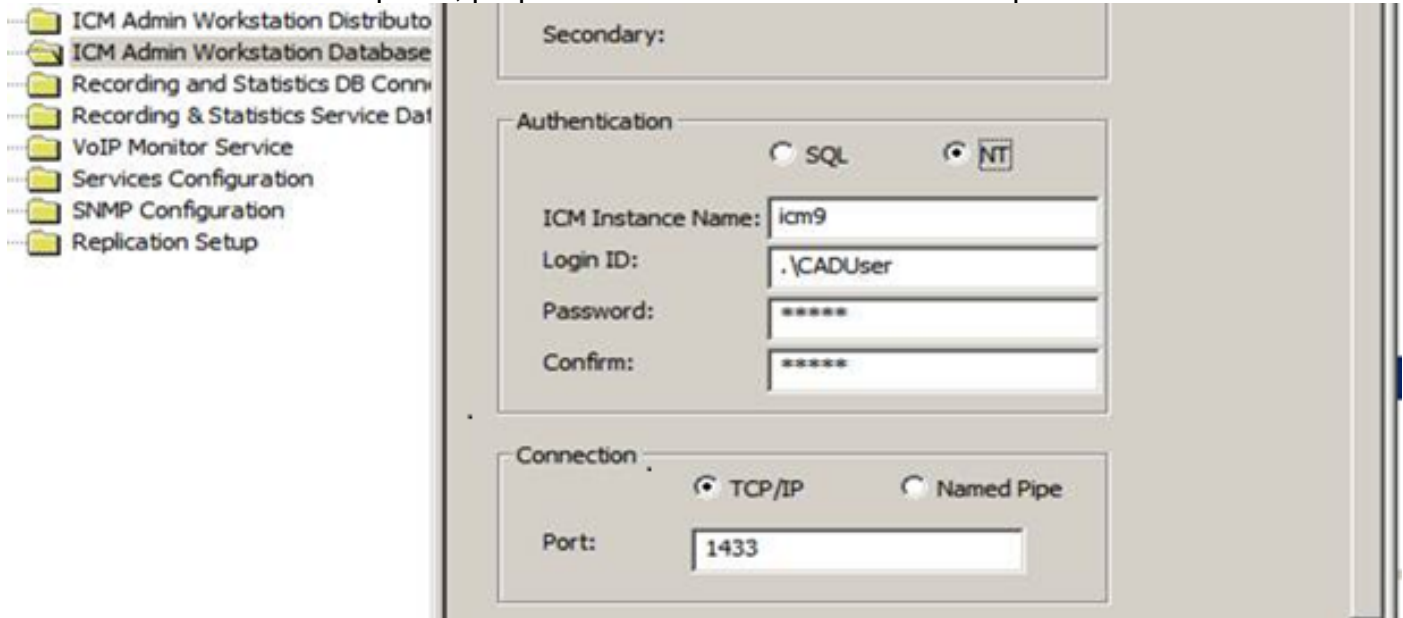 ICM Admin Workstation Distributo
ICM Admin Workstation Database
Recording and Statistics DB Conn
Recording & Statistics Service Dat
VoIP Monitor Service
Services Configuration
SNMP Configuration
Replication Setup
Secondary:
Authentication
SQL NT
ICM Instance Name: icm9
Login ID: .\CADUser
Password: *****
Confirm: *****
Connection
TCP/IP Named Pipe
Port: 1433